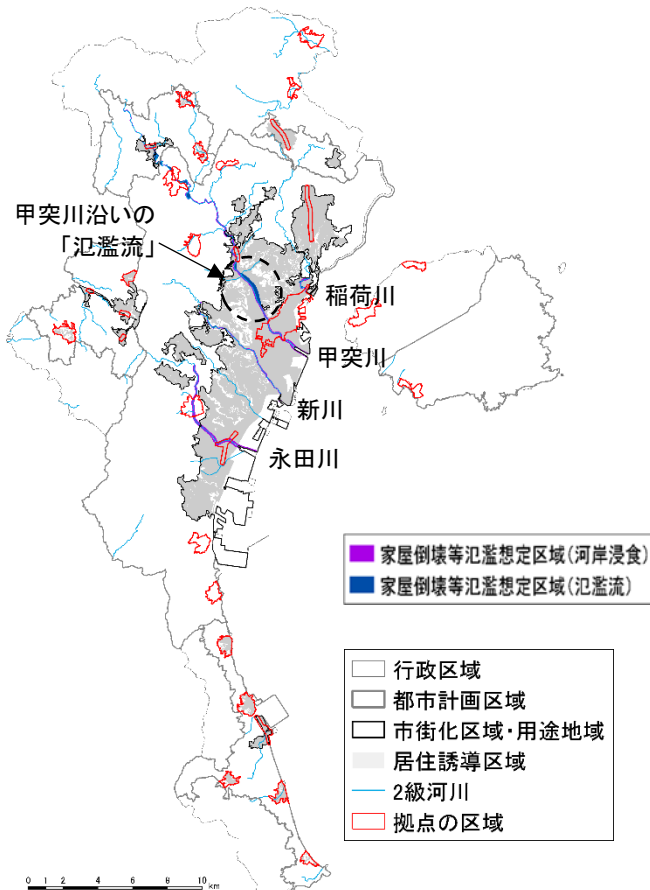 甲突川沿いの
「氾濫流」
稲荷川
甲突川
新川
永田川
家屋倒壊等氾濫想定区域(河岸浸食)
家屋倒壊等氾濫想定区域(氾濫流)
行政区域
都市計画区域
市街化区域・用途地域
居住誘導区域
2級河川
拠点の区域
0 1 2 4 6 8 10 km